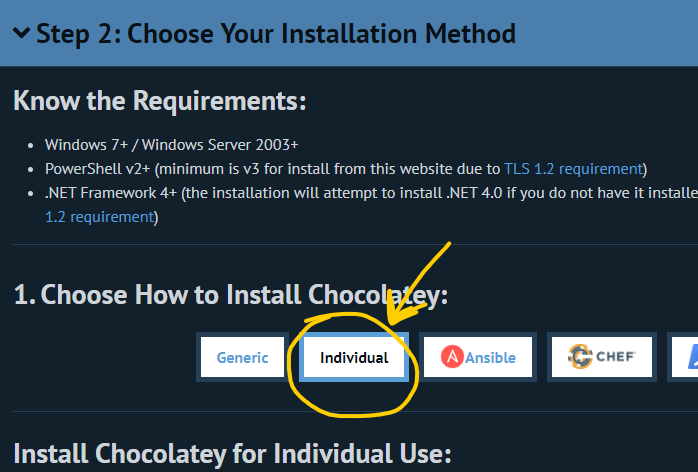 Step 2: Choose Your Installation Method
Know the Requirements:
Windows 7+ / Windows Server 2003+
PowerShell v2+ (minimum is v3 for install from this website due to TLS 1.2 requirement)
.NET Framework 4+ (the installation will attempt to install .NET 4.0 if you do not have it installe
1.2 requirement)
1. Choose How to Install Chocolatey:
Generic Individual Ansible CHEF
Install Chocolatey for Individual Use: